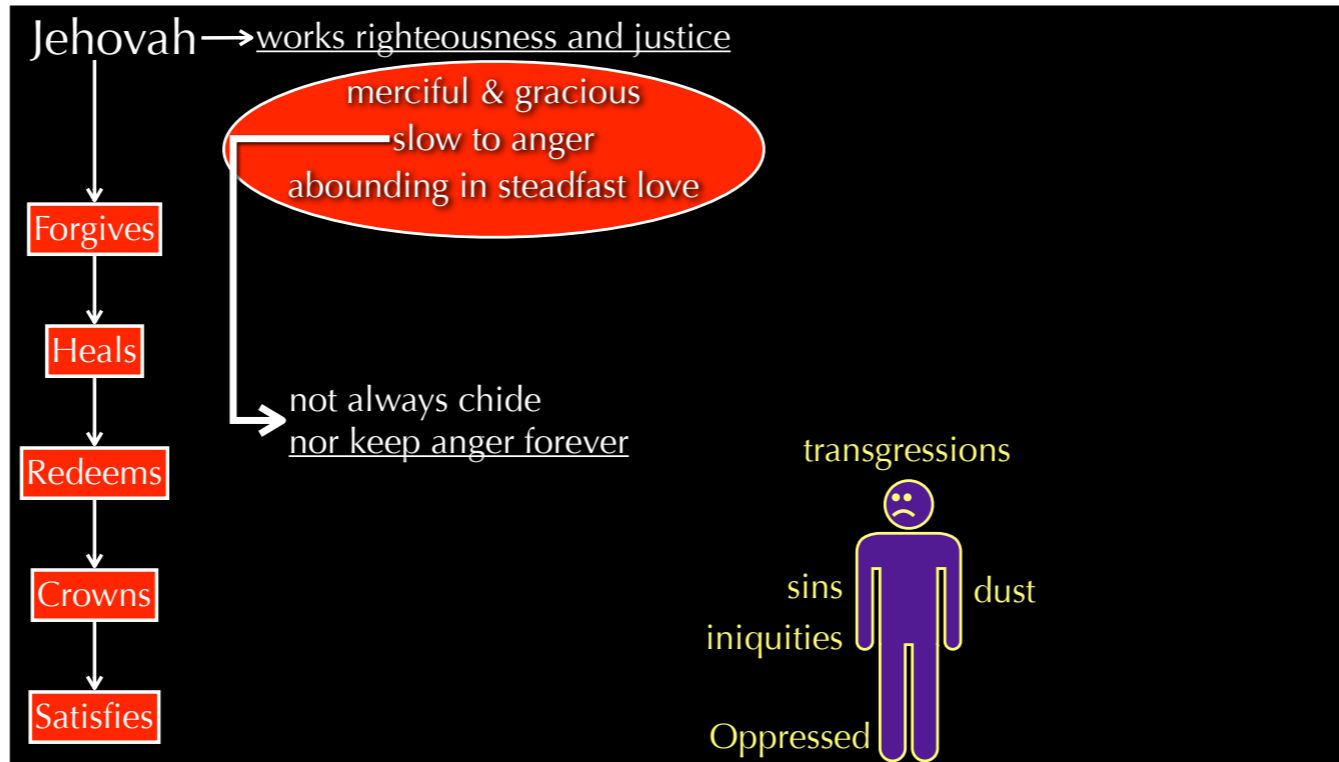 Jehovah
works righteousness and justice
merciful & gracious
slow to anger
abounding in steadfast love
Forgives
Heals
Redeems
Crowns
Satisfies
not always chide
nor keep anger forever
transgressions
sins
dust
iniquities
Oppressed